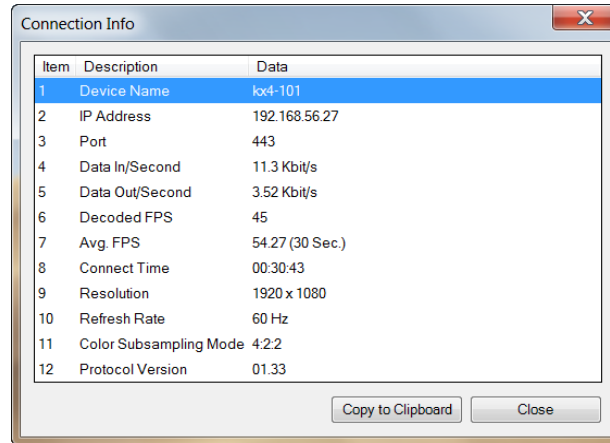 Connection Info
Item Description Data
1 Device Name kx4-101
2 IP Address 192.168.56.27
3 Port 443
4 Data In/Second 11.3 Kbit/s
5 Data Out/Second 3.52 Kbit/s
6 Decoded FPS 45
7 Avg. FPS 54.27 (30 Sec.)
8 Connect Time 00:30:43
9 Resolution 1920 x 1080
10 Refresh Rate 60 Hz
11 Color Subsampling Mode 4:2:2
12 Protocol Version 01.33
Copy to Clipboard Close